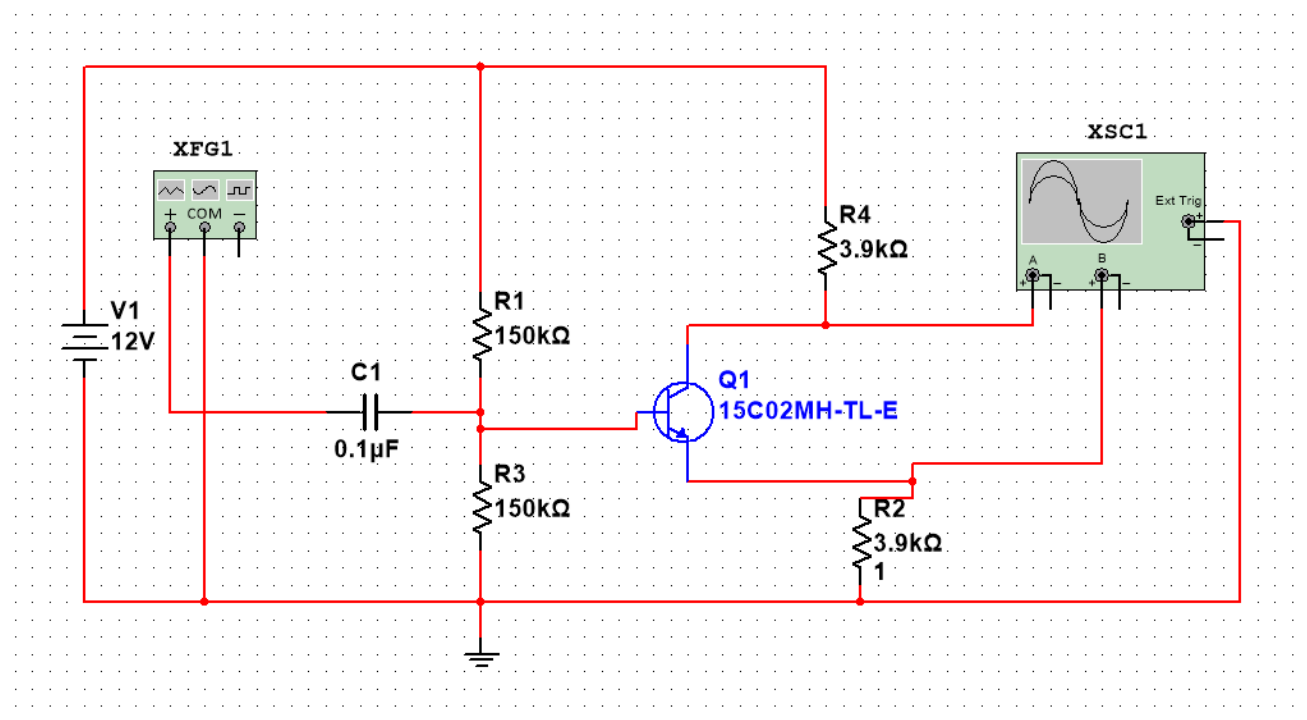 XFG1
+ COM −
V1
12V
C1
0.1µF
R1
150kΩ
R3
150kΩ
R4
3.9kΩ
Q1
15C02MH-TL-E
R2
3.9kΩ
1
XSC1
Ext Trig
+
−
A
B
+ − + −